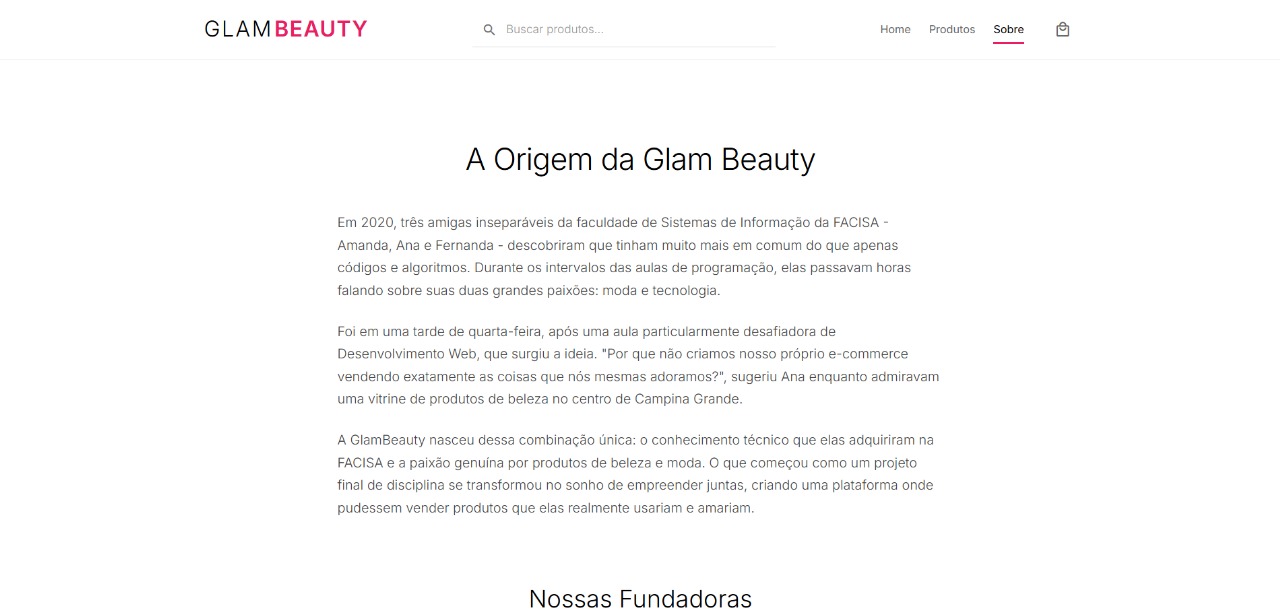 GLAMBEAUTY
Buscar produtos...
Home
Produtos
Sobre
A Origem da Glam Beauty
Em 2020, três amigas inseparáveis da faculdade de Sistemas de Informação da FACISA -
Amanda, Ana e Fernanda - descobriram que tinham muito mais em comum do que apenas
códigos e algoritmos. Durante os intervalos das aulas de programação, elas passavam horas
falando sobre suas duas grandes paixões: moda e tecnologia.
Foi em uma tarde de quarta-feira, após uma aula particularmente desafiadora de
Desenvolvimento Web, que surgiu a ideia. "Por que não criamos nosso próprio e-commerce
vendendo exatamente as coisas que nós mesmas adoramos?", sugeriu Ana enquanto admiravam
uma vitrine de produtos de beleza no centro de Campina Grande.
A GlamBeauty nasceu dessa combinação única: o conhecimento técnico que elas adquiriram na
FACISA e a paixão genuína por produtos de beleza e moda. O que começou como um projeto
final de disciplina se transformou no sonho de empreender juntas, criando uma plataforma onde
pudessem vender produtos que elas realmente usariam e amariam.
Nossas Fundadoras